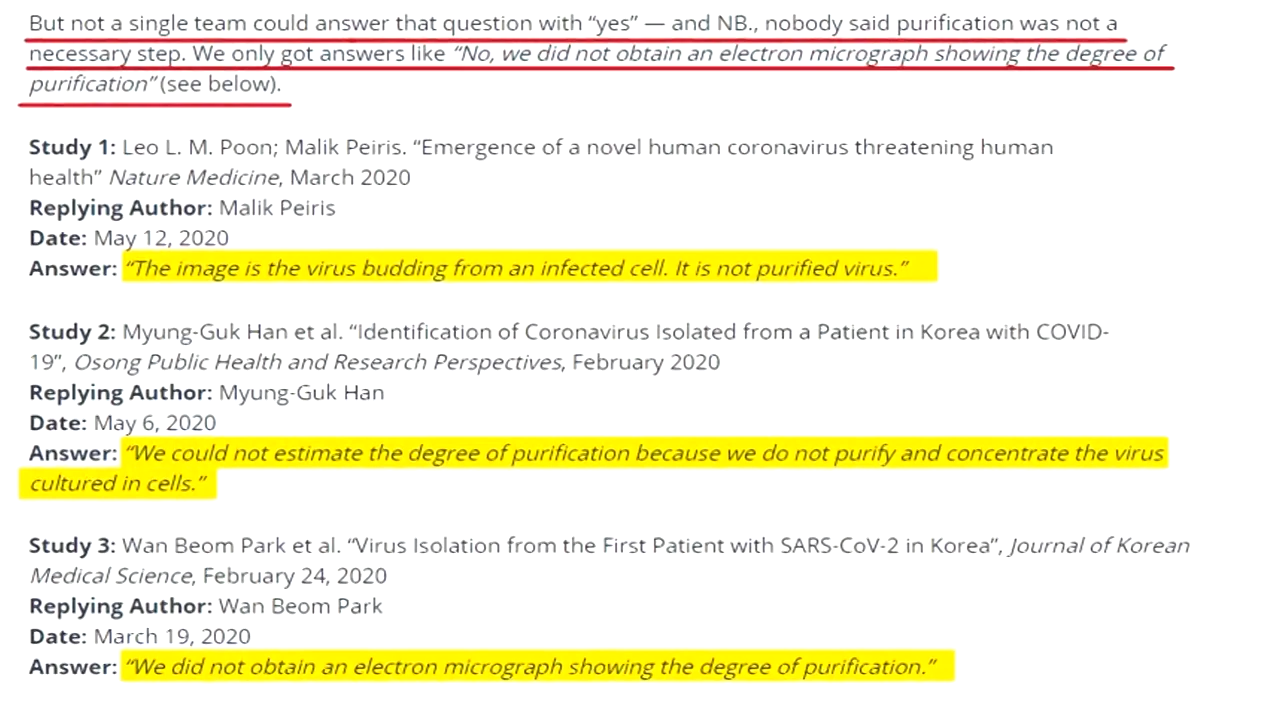 But not a single team could answer that question with “yes” — and NB., nobody said purification was not a
necessary step. We only got answers like “No, we did not obtain an electron micrograph showing the degree of
purification” (see below).
Study 1: Leo L. M. Poon; Malik Peiris. “Emergence of a novel human coronavirus threatening human
health” Nature Medicine, March 2020
Replying Author: Malik Peiris
Date: May 12, 2020
Answer: “The image is the virus budding from an infected cell. It is not purified virus.”
Study 2: Myung-Guk Han et al. “Identification of Coronavirus Isolated from a Patient in Korea with COVID-
19”, Osong Public Health and Research Perspectives, February 2020
Replying Author: Myung-Guk Han
Date: May 6, 2020
Answer: “We could not estimate the degree of purification because we do not purify and concentrate the virus
cultured in cells.”
Study 3: Wan Beom Park et al. “Virus Isolation from the First Patient with SARS-CoV-2 in Korea”, Journal of Korean
Medical Science, February 24, 2020
Replying Author: Wan Beom Park
Date: March 19, 2020
Answer: “We did not obtain an electron micrograph showing the degree of purification.”